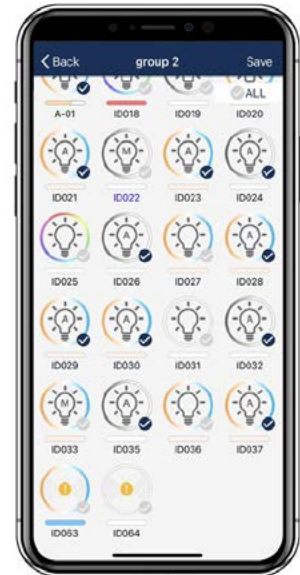 Back group 2 Save
ALL
A-01 ID018 ID019 ID020
A
ID021 ID022 ID023 ID024
M A A
ID025 ID026 ID027 ID028
A A
ID029 ID030 ID031 ID032
A A A
ID033 ID035 ID036 ID037
M A A
ID063 ID064